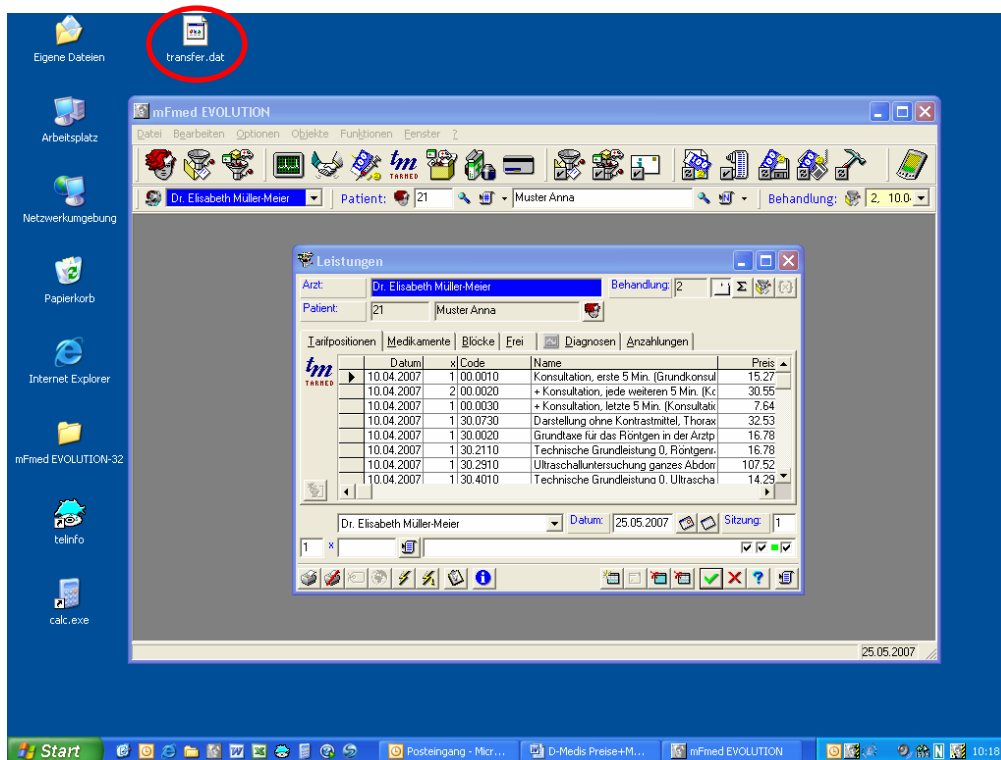 Eigene Dateien
transfer.dat
Arbeitsplatz
Netzwerkumgebung
Papierkorb
Internet Explorer
mFmed EVOLUTION-32
telinfo
calc.exe
mFmed EVOLUTION
Datei Bearbeiten Optionen Objekte Funktionen Fenster ?
tm TARMED
Dr. Elisabeth Müller-Meier Patient: 21 Muster Anna Behandlung: 2, 10.0
Leistungen
Arzt: Dr. Elisabeth Müller-Meier Behandlung: 2
Patient: 21 Muster Anna
Tarifpositionen Medikamente Blöcke Frei Diagnosen Anzahlungen
tm TARMED
Datum x Code Name Preis
10.04.2007 1 00.0010 Konsultation, erste 5 Min. (Grundkonsul 15.27
10.04.2007 2 00.0020 + Konsultation, jede weiteren 5 Min. (Kc 30.55
10.04.2007 1 00.0030 + Konsultation, letzte 5 Min. (Konsultatic 7.64
10.04.2007 1 30.0730 Darstellung ohne Kontrastmittel, Thorax 32.53
10.04.2007 1 30.0020 Grundtaxe für das Röntgen in der Arztp 16.78
10.04.2007 1 30.2110 Technische Grundleistung 0, Röntgenr. 16.78
10.04.2007 1 30.2910 Ultraschalluntersuchung ganzes Abdom 107.52
10.04.2007 1 30.4010 Technische Grundleistung 0. Ultrascha 14.29
Dr. Elisabeth Müller-Meier Datum: 25.05.2007 Sitzung: 1
1 x
25.05.2007
Start Posteingang - Micr... D-Medis Preise+M... mFmed EVOLUTION 10:18